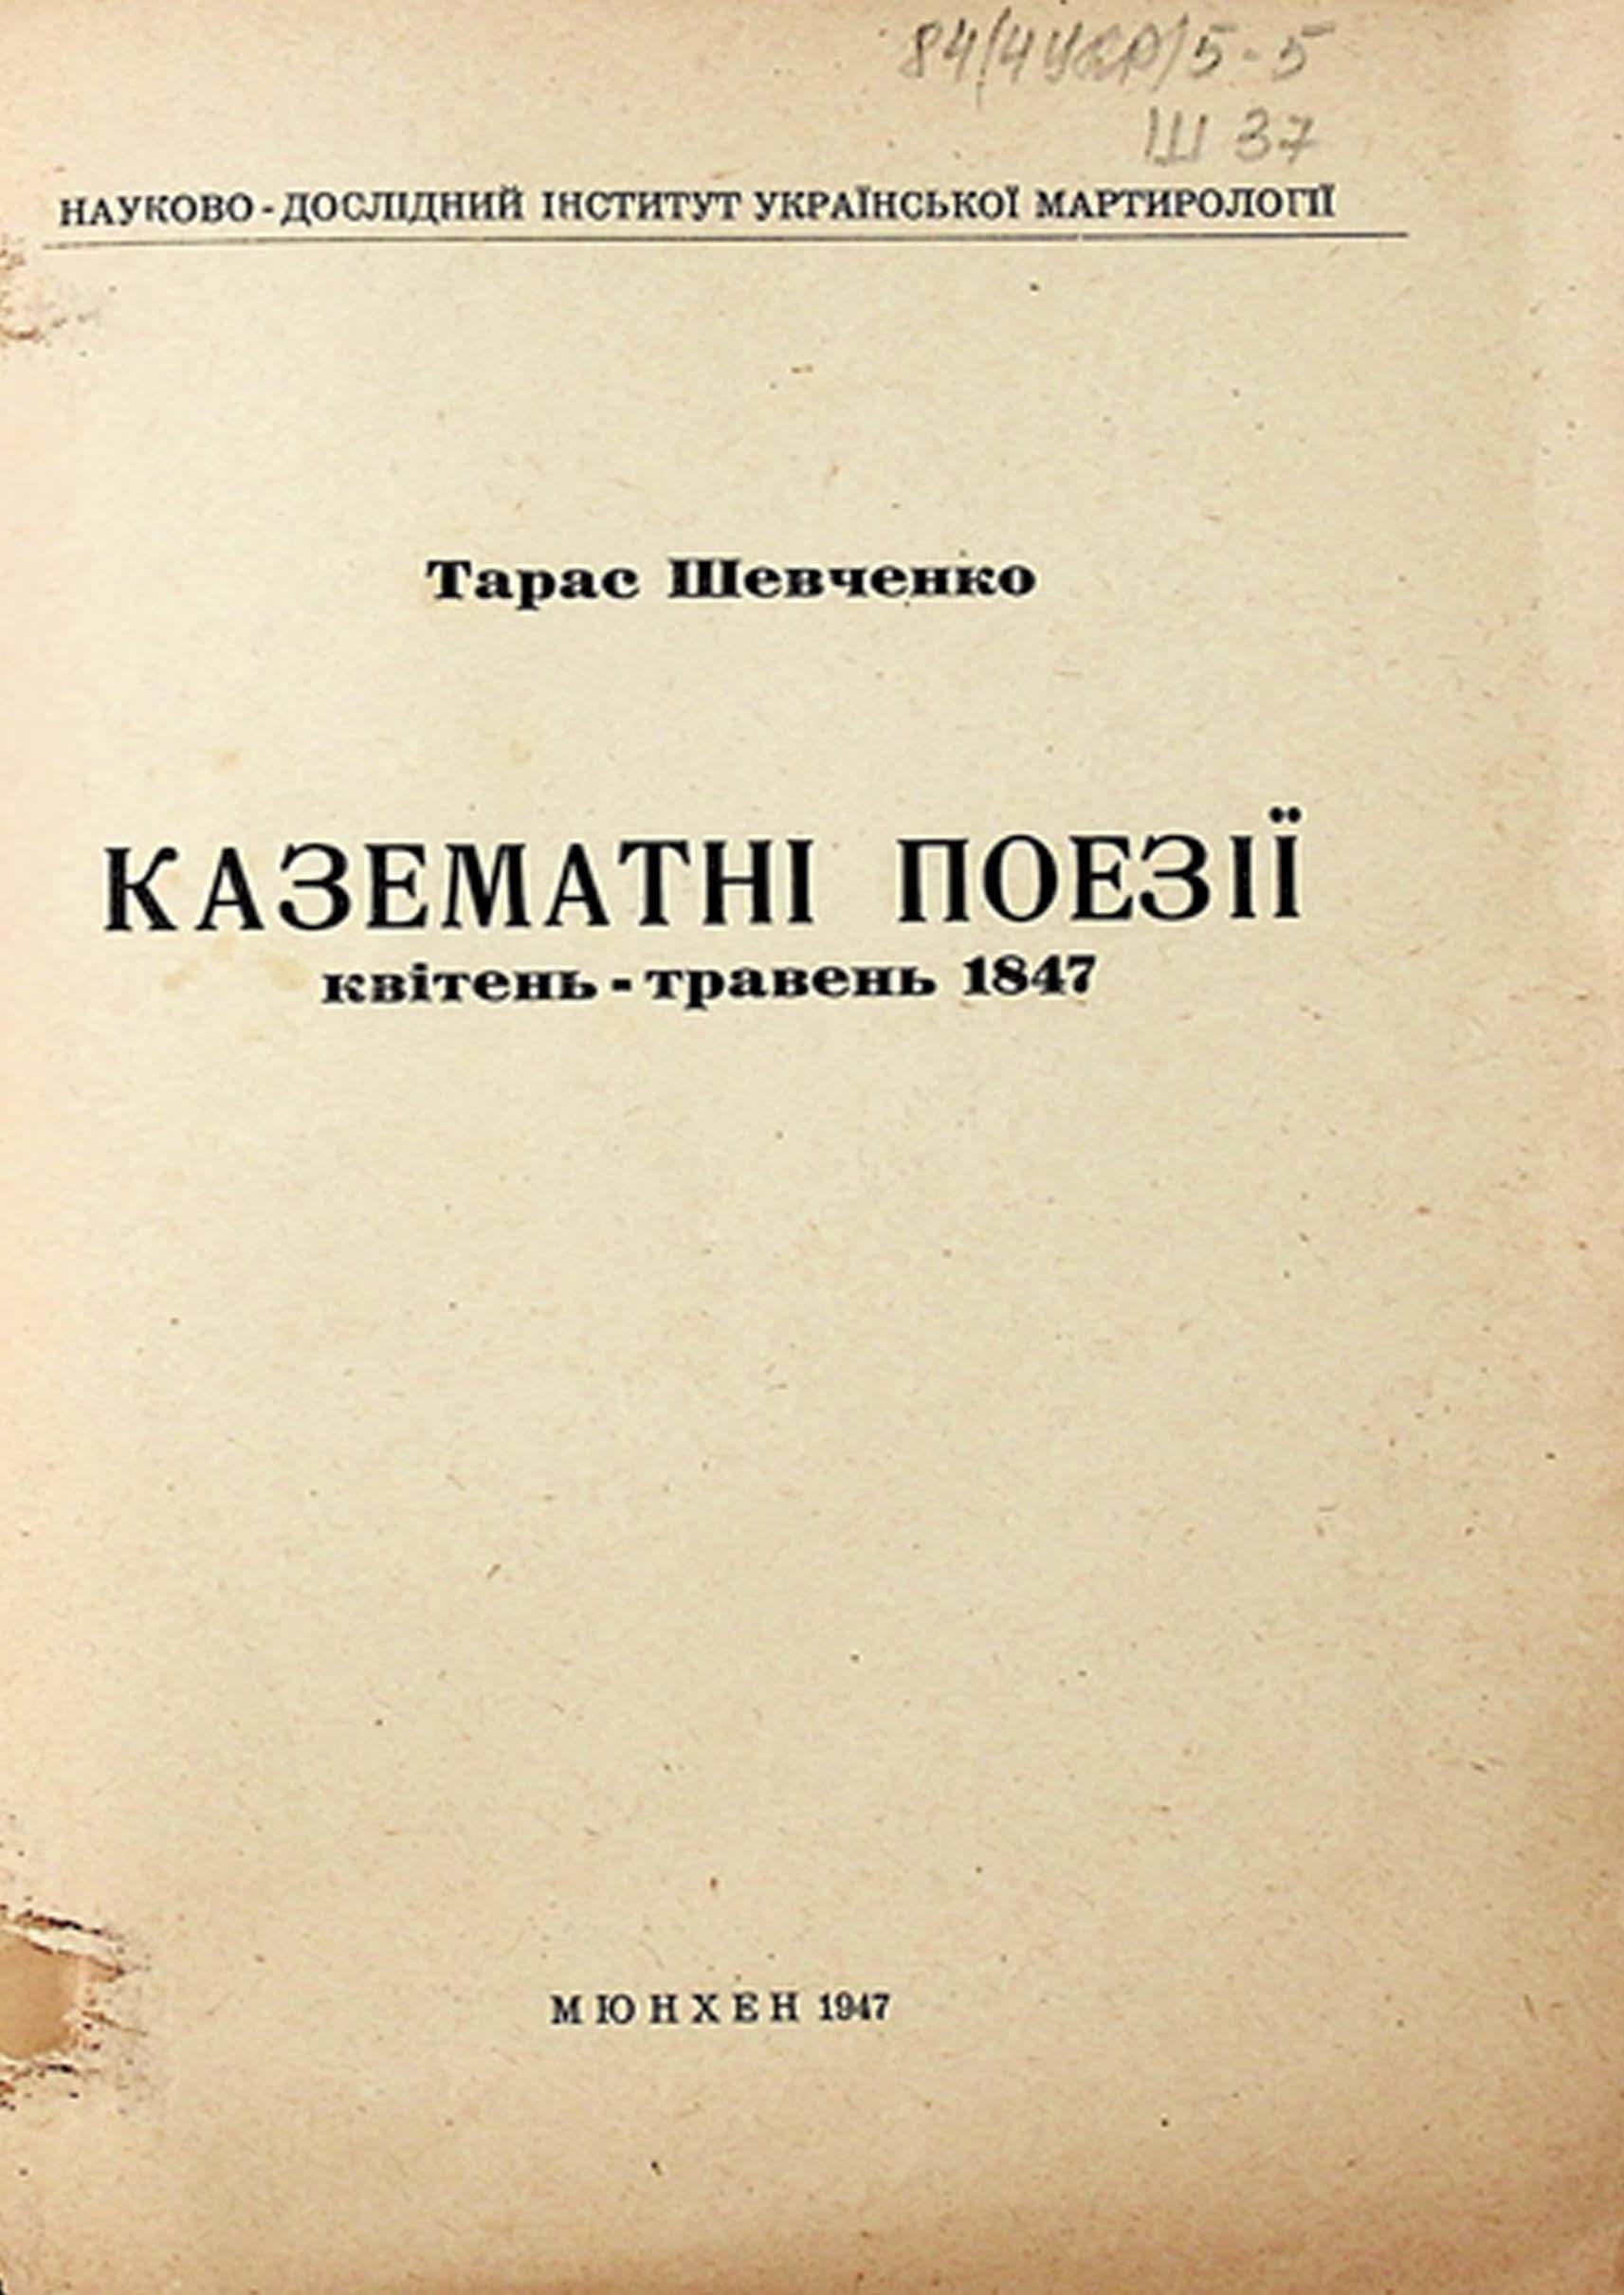 84/4УКР/5-5
Ш 37
НАУКОВО-ДОСЛІДНИЙ ІНСТИТУТ УКРАЇНСЬКОЇ МАРТИРОЛОГІЇ
Тарас Шевченко
КАЗЕМАТНІ ПОЕЗІЇ
квітень-травень 1847
МЮНХЕН 1947